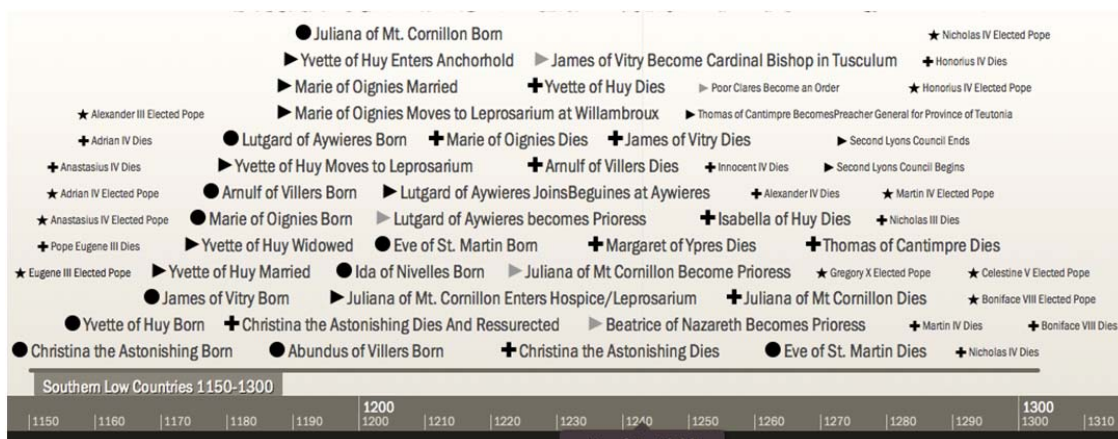 Juliana of Mt. Cornillon Born Nicholas IV Elected Pope
Yvette of Huy Enters Anchorhold James of Vitry Become Cardinal Bishop in Tusculum Honorius IV Dies
Marie of Oignies Married Yvette of Huy Dies Poor Clares Become an Order Honorius IV Elected Pope
Alexander III Elected Pope Marie of Oignies Moves to Leprosarium at Willambroux Thomas of Cantimpre BecomesPreacher General for Province of Teutonia
Adrian IV Dies Lutgard of Aywieres Born Marie of Oignies Dies James of Vitry Dies Second Lyons Council Ends
Anastasius IV Dies Yvette of Huy Moves to Leprosarium Arnulf of Villers Dies Innocent IV Dies Second Lyons Council Begins
Adrian IV Elected Pope Arnulf of Villers Born Lutgard of Aywieres JoinsBeguines at Aywieres Alexander IV Dies Martin IV Elected Pope
Anastasius IV Elected Pope Marie of Oignies Born Lutgard of Aywieres becomes Prioress Isabella of Huy Dies Nicholas III Dies
Pope Eugene III Dies Yvette of Huy Widowed Eve of St. Martin Born Margaret of Ypres Dies Thomas of Cantimpre Dies
Eugene III Elected Pope Yvette of Huy Married Ida of Nivelles Born Juliana of Mt Cornillon Become Prioress Gregory X Elected Pope Celestine V Elected Pope
James of Vitry Born Juliana of Mt. Cornillon Enters Hospice/Leprosarium Juliana of Mt Cornillon Dies Boniface VIII Elected Pope
Yvette of Huy Born Christina the Astonishing Dies And Ressurected Beatrice of Nazareth Becomes Prioress Martin IV Dies Boniface VIII Dies
Christina the Astonishing Born Abundus of Villers Born Christina the Astonishing Dies Eve of St. Martin Dies Nicholas IV Dies
Southern Low Countries 1150-1300
1200 1300
1150 1160 1170 1180 1190 1200 1210 1220 1230 1240 1250 1260 1270 1280 1290 1300 1310